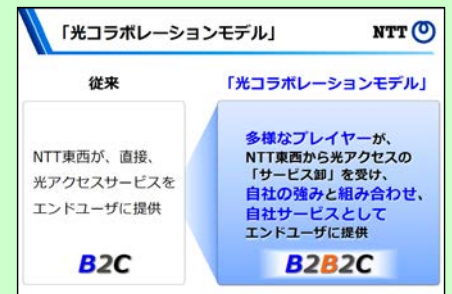 「光コラボレーションモデル」
NTT
従来
NTT東西が、直接、
光アクセスサービスを
エンドユーザに提供
B2C
「光コラボレーションモデル」
多様なプレイヤーが、
NTT東西から光アクセスの
「サービス卸」を受け、
自社の強みと組み合わせ、
自社サービスとして
エンドユーザに提供
B2B2C